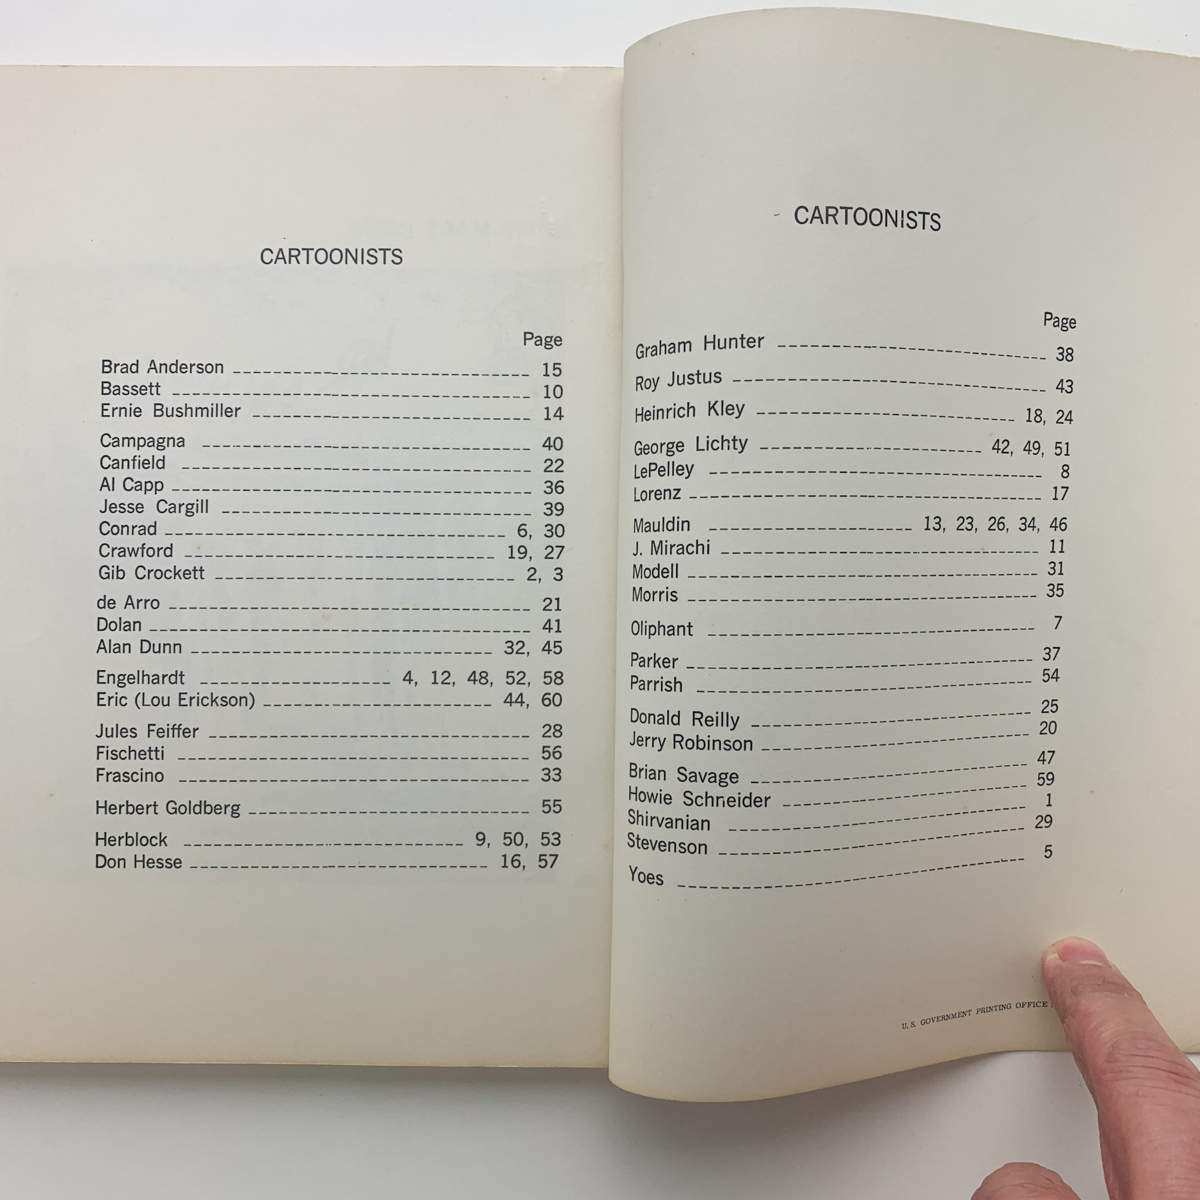 CARTOONISTS
Page
Brad Anderson 15
Bassett 10
Ernie Bushmiller 14
Campagna 40
Canfield 22
Al Capp 36
Jesse Cargill 39
Conrad 6, 30
Crawford 19, 27
Gib Crockett 2, 3
de Arro 21
Dolan 41
Alan Dunn 32, 45
Engelhardt 4, 12, 48, 52, 58
Eric (Lou Erickson) 44, 60
Jules Feiffer 28
Fischetti 56
Frascino 33
Herbert Goldberg 55
Herblock 9, 50, 53
Don Hesse 16, 57
CARTOONISTS
Page
Graham Hunter 38
Roy Justus 43
Heinrich Kley 18, 24
George Lichty 42, 49, 51
LePelley 8
Lorenz 17
Mauldin 13, 23, 26, 34, 46
J. Mirachi 11
Modell 31
Morris 35
Oliphant 7
Parker 37
Parrish 54
Donald Reilly 25
Jerry Robinson 20
Brian Savage 47
Howie Schneider 59
Shirvanian 1
Stevenson 29
Yoes 5
U.S. GOVERNMENT PRINTING OFFICE